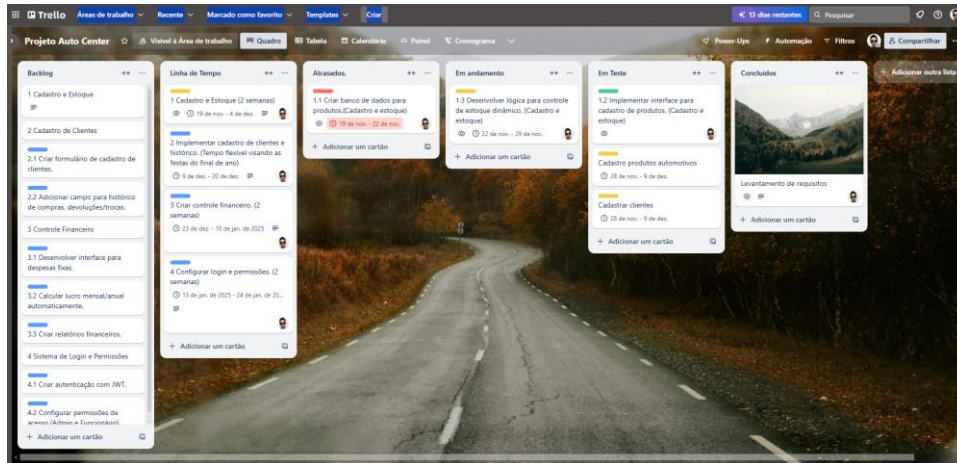 Trello Áreas de trabalho Recente Marcado como favorito Templates Criar 13 dias restantes Pesquisar
Projeto Auto Center Visível à Área de trabalho Quadro Tabela Calendário Painel Cronograma Power-Ups Automação Filtros Compartilhar
Backlog
1 Cadastro e Estoque
2 Cadastro de Clientes
2.1 Criar formulário de cadastro de
clientes.
2.2 Adicionar campo para histórico
de compras. devoluções/trocas.
3 Controle Financeiro
3.1 Desenvolver interface para
despesas fixas.
3.2 Calcular lucro mensal/anual
automaticamente.
3.3 Criar relatórios financeiros.
4 Sistema de Login e Permissões
4.1 Criar autenticação com JWT.
4.2 Configurar permissões de
acesso (Admin e Funcionário).
+ Adicionar um cartão
Linha de Tempo
1 Cadastro e Estoque (2 semanas)
19 de nov. - 4 de dez.
2 Implementar cadastro de clientes e
histórico. (Tempo flexível visando as
festas do final de ano)
9 de dez. - 20 de dez.
3 Criar controle financeiro. (2
semanas)
23 de dez. - 10 de jan. de 2025
4 Configurar login e permissões. (2
semanas)
13 de jan. de 2025 - 24 de jan. de 20...
+ Adicionar um cartão
Atrasados.
1.1 Criar banco de dados para
produtos.(Cadastro e estoque)
19 de nov. - 22 de nov.
+ Adicionar um cartão
Em andamento
1.3 Desenvolver lógica para controle
de estoque dinâmico. (Cadastro e
estoque)
22 de nov. - 29 de nov.
+ Adicionar um cartão
Em Teste
1.2 Implementar interface para
cadastro de produtos. (Cadastro e
estoque)
Cadastro produtos automotivos
28 de nov. - 9 de dez.
Cadastrar clientes
28 de nov. - 9 de dez.
+ Adicionar um cartão
Concluídos
Levantamento de requisitos
+ Adicionar um cartão
+ Adicionar outra lista